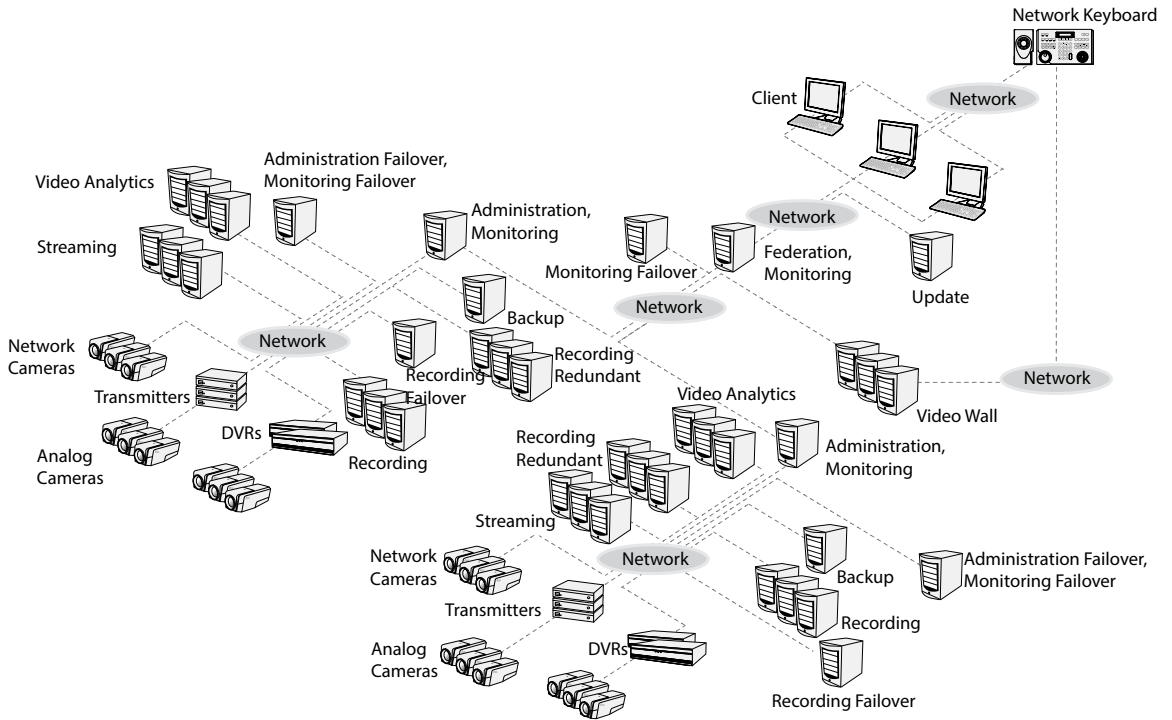 Network Keyboard
Client
Network
Video Analytics
Administration Failover,
Monitoring Failover
Administration,
Monitoring
Network
Streaming
Monitoring Failover
Federation,
Monitoring
Update
Network
Backup
Network
Network
Cameras
Recording
Failover
Recording
Redundant
Network
Transmitters
Video Analytics
Video Wall
DVRs
Analog
Cameras
Recording
Recording
Redundant
Administration,
Monitoring
Streaming
Network
Network
Cameras
Backup
Administration Failover,
Monitoring Failover
Transmitters
Recording
Analog
Cameras
DVRs
Recording Failover